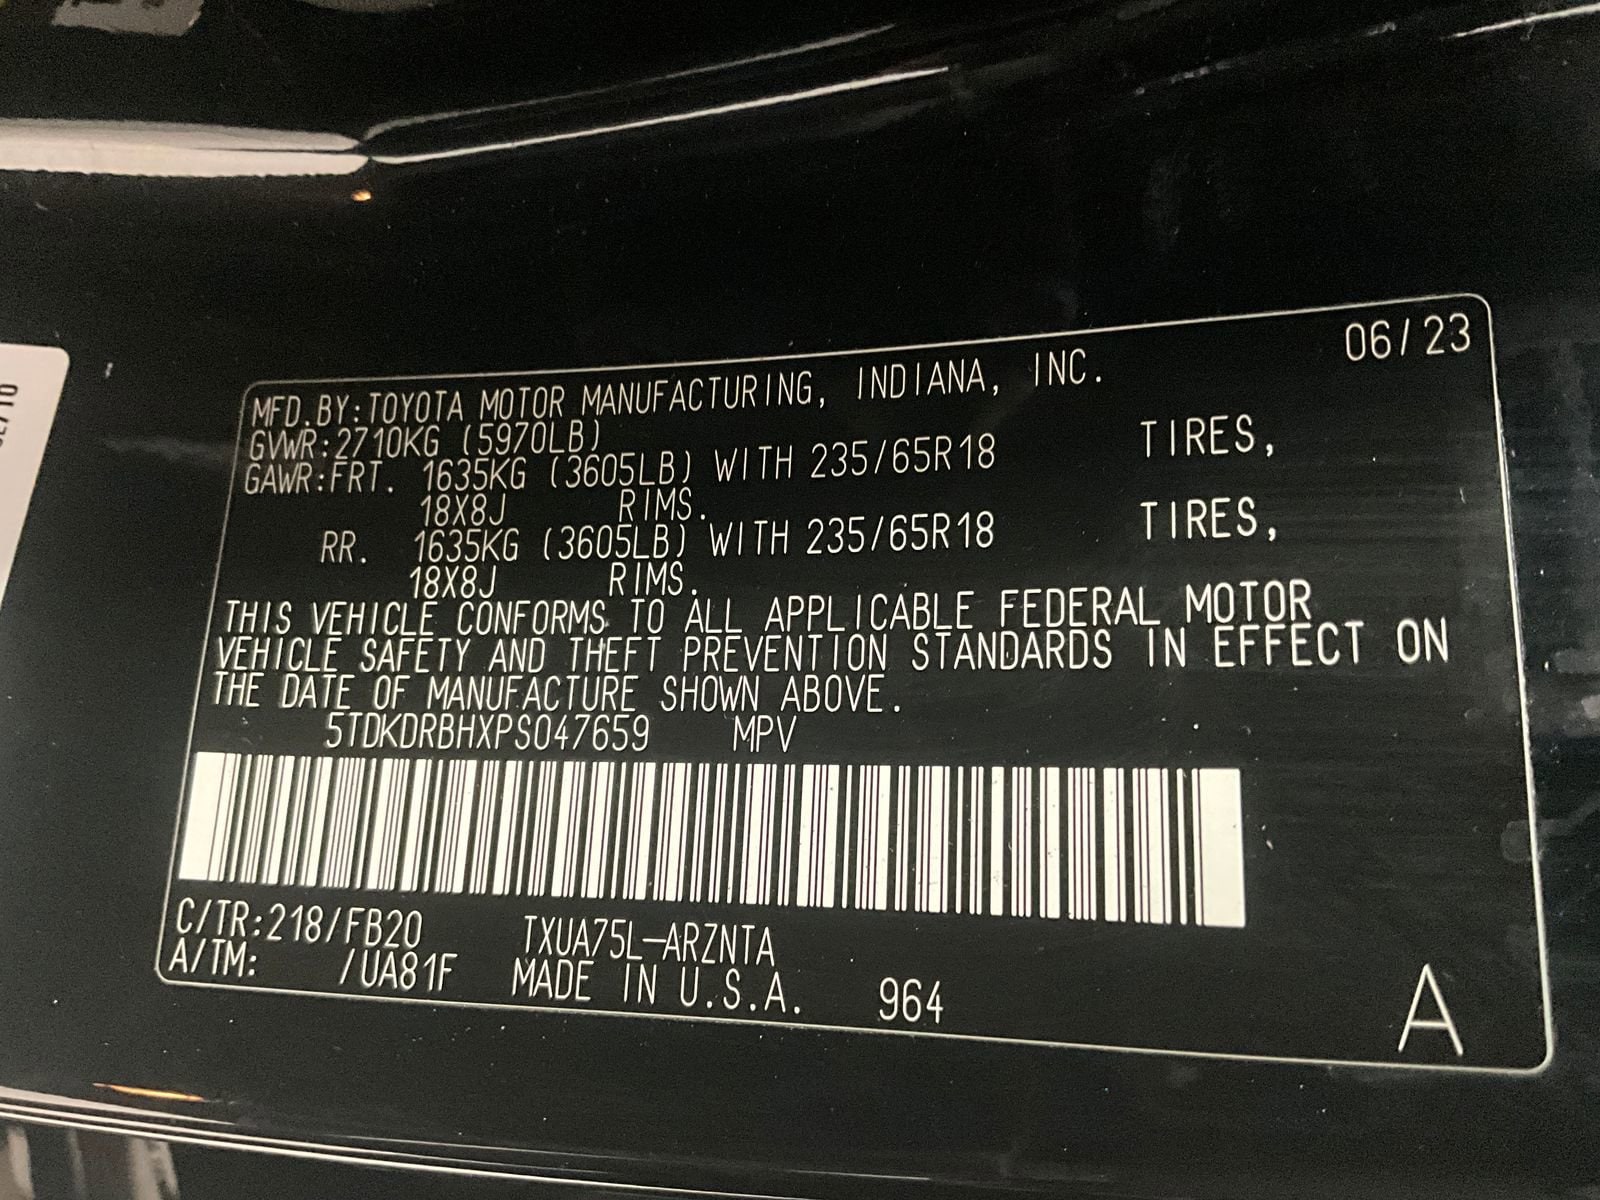 06/23
MFD.BY:TOYOTA MOTOR MANUFACTURING, INDIANA, INC.
GVWR:2710KG (5970LB)
GAWR:FRT. 1635KG (3605LB) WITH 235/65R18 TIRES,
18X8J RIMS.
RR. 1635KG (3605LB) WITH 235/65R18 TIRES,
18X8J RIMS.
THIS VEHICLE CONFORMS TO ALL APPLICABLE FEDERAL MOTOR
VEHICLE SAFETY AND THEFT PREVENTION STANDARDS IN EFFECT ON
THE DATE OF MANUFACTURE SHOWN ABOVE.
5TDKDRBHXPS047659 MPV
C/TR:218/FB20 TXUA75L-ARZNTA
A/TM: /UA81F MADE IN U.S.A. 964
A